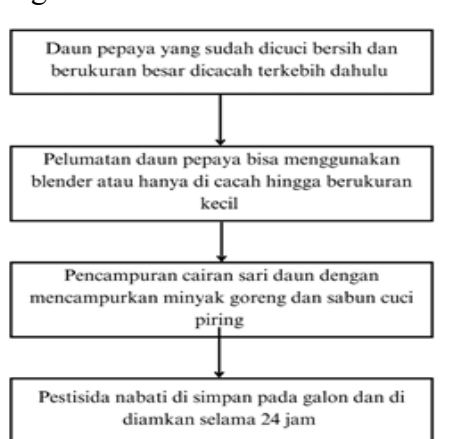 Daun pepaya yang sudah dicuci bersih dan
berukuran besar dicacah terkebih dahulu
Pelumatan daun pepaya bisa menggunakan
blender atau hanya di cacah hingga berukuran
kecil
Pencampuran cairan sari daun dengan
mencampurkan minyak goreng dan sabun cuci
piring
Pestisida nabati di simpan pada galon dan di
diamkan selama 24 jam